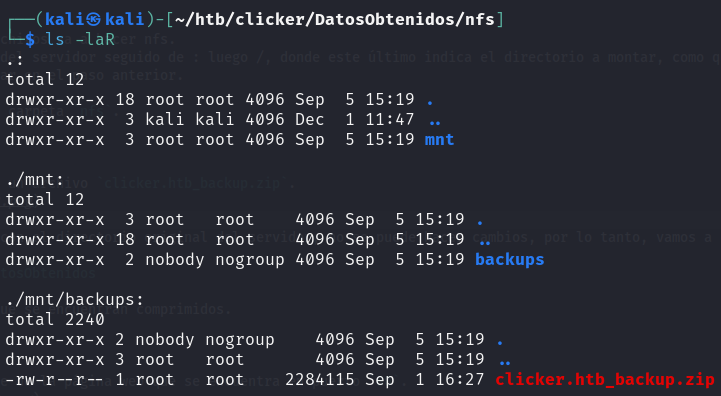 ┌──(kali㉿kali)-[~/htb/clicker/DatosObtenidos/nfs]
└─$ ls -laR
.:
total 12
drwxr-xr-x 18 root root 4096 Sep  5 15:19 .
drwxr-xr-x  3 kali kali 4096 Dec  1 11:47 ..
drwxr-xr-x  3 root root 4096 Sep  5 15:19 mnt

./mnt:
total 12
drwxr-xr-x  3 root   root    4096 Sep  5 15:19 .
drwxr-xr-x 18 root   root    4096 Sep  5 15:19 ..
drwxr-xr-x  2 nobody nogroup 4096 Sep  5 15:19 backups

./mnt/backups:
total 2240
drwxr-xr-x 2 nobody nogroup    4096 Sep  5 15:19 .
drwxr-xr-x 3 root   root       4096 Sep  5 15:19 ..
-rw-r--r-- 1 root   root    2284115 Sep  1 16:27 clicker.htb_backup.zip